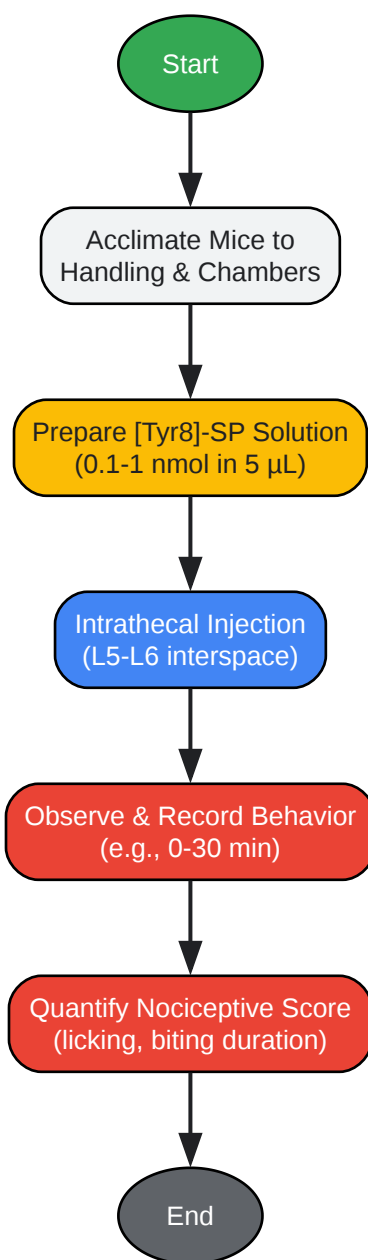 Start
Acclimate Mice to
Handling & Chambers
Prepare [Tyr8]-SP Solution
(0.1-1 nmol in 5 µL)
Intrathecal Injection
(L5-L6 interspace)
Observe & Record Behavior
(e.g., 0-30 min)
Quantify Nociceptive Score
(licking, biting duration)
End